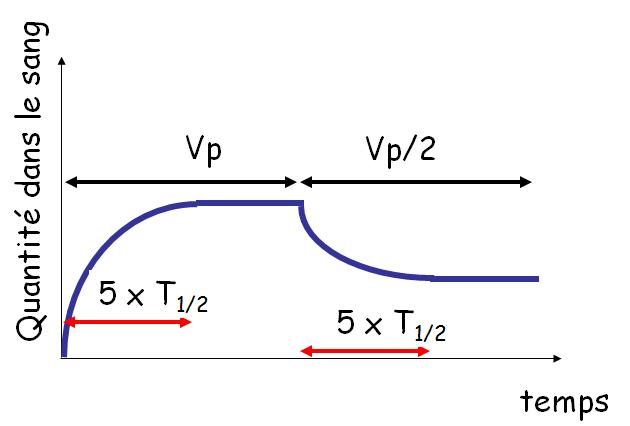 Quantité dans le sang
Vp
Vp/2
5 x T1/2
5 x T1/2
temps